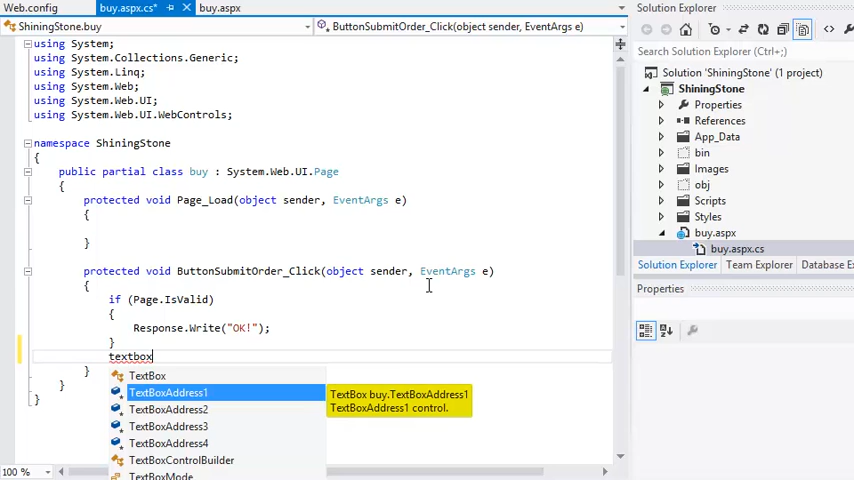 Web.config
buy.aspx.cs*
buy.aspx
ShiningStone.buy
ButtonSubmitOrder_Click(object sender, EventArgs e)
using System;
using System.Collections.Generic;
using System.Linq;
using System.Web;
using System.Web.UI;
using System.Web.UI.WebControls;
namespace ShiningStone
{
public partial class buy : System.Web.UI.Page
{
protected void Page_Load(object sender, EventArgs e)
{
}
protected void ButtonSubmitOrder_Click(object sender, EventArgs e)
{
if (Page.IsValid)
{
Response.Write("OK!");
}
textbox
}
}
}
TextBox
TextBoxAddress1
TextBoxAddress2
TextBoxAddress3
TextBoxAddress4
TextBoxControlBuilder
TextBoxMode
TextBox buy.TextBoxAddress1
TextBoxAddress1 control.
100 %
Solution Explorer
Search Solution Explorer (Ctrl+;)
Solution 'ShiningStone' (1 project)
ShiningStone
Properties
References
App_Data
bin
Images
obj
Scripts
Styles
buy.aspx
buy.aspx.cs
Solution Explorer
Team Explorer
Database Ex
Properties